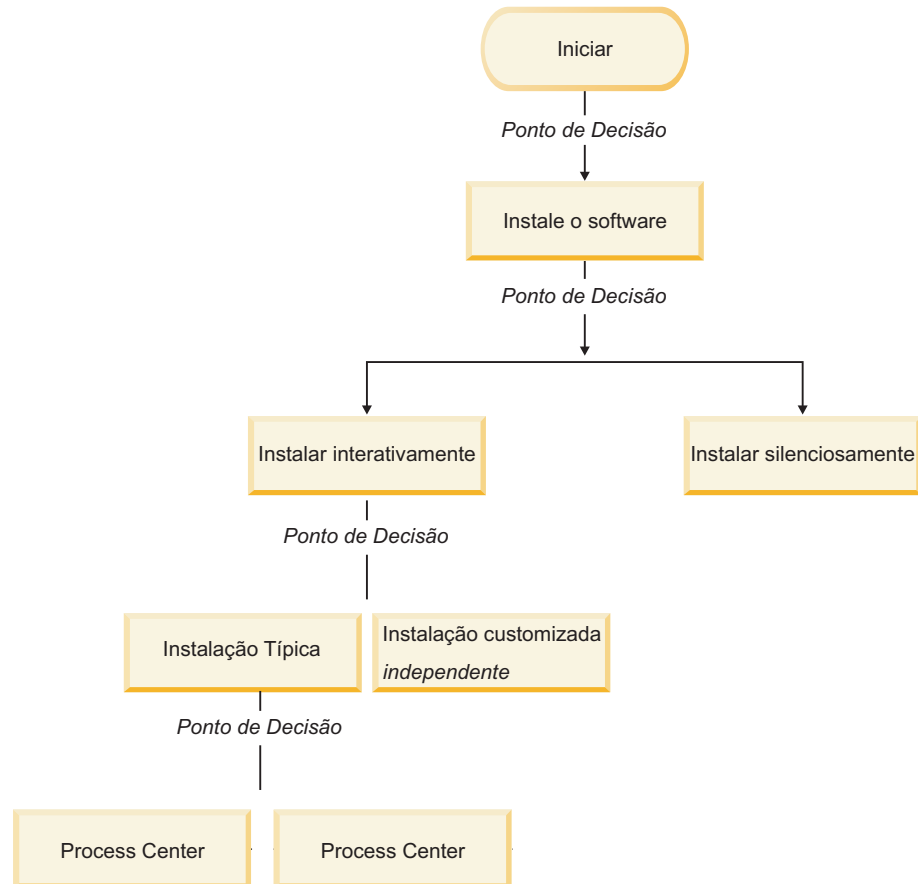 Iniciar
Ponto de Decisão
Instale o software
Ponto de Decisão
Instalar interativamente
Instalar silenciosamente
Ponto de Decisão
Instalação Típica
Instalação customizada
independente
Ponto de Decisão
Process Center
Process Center